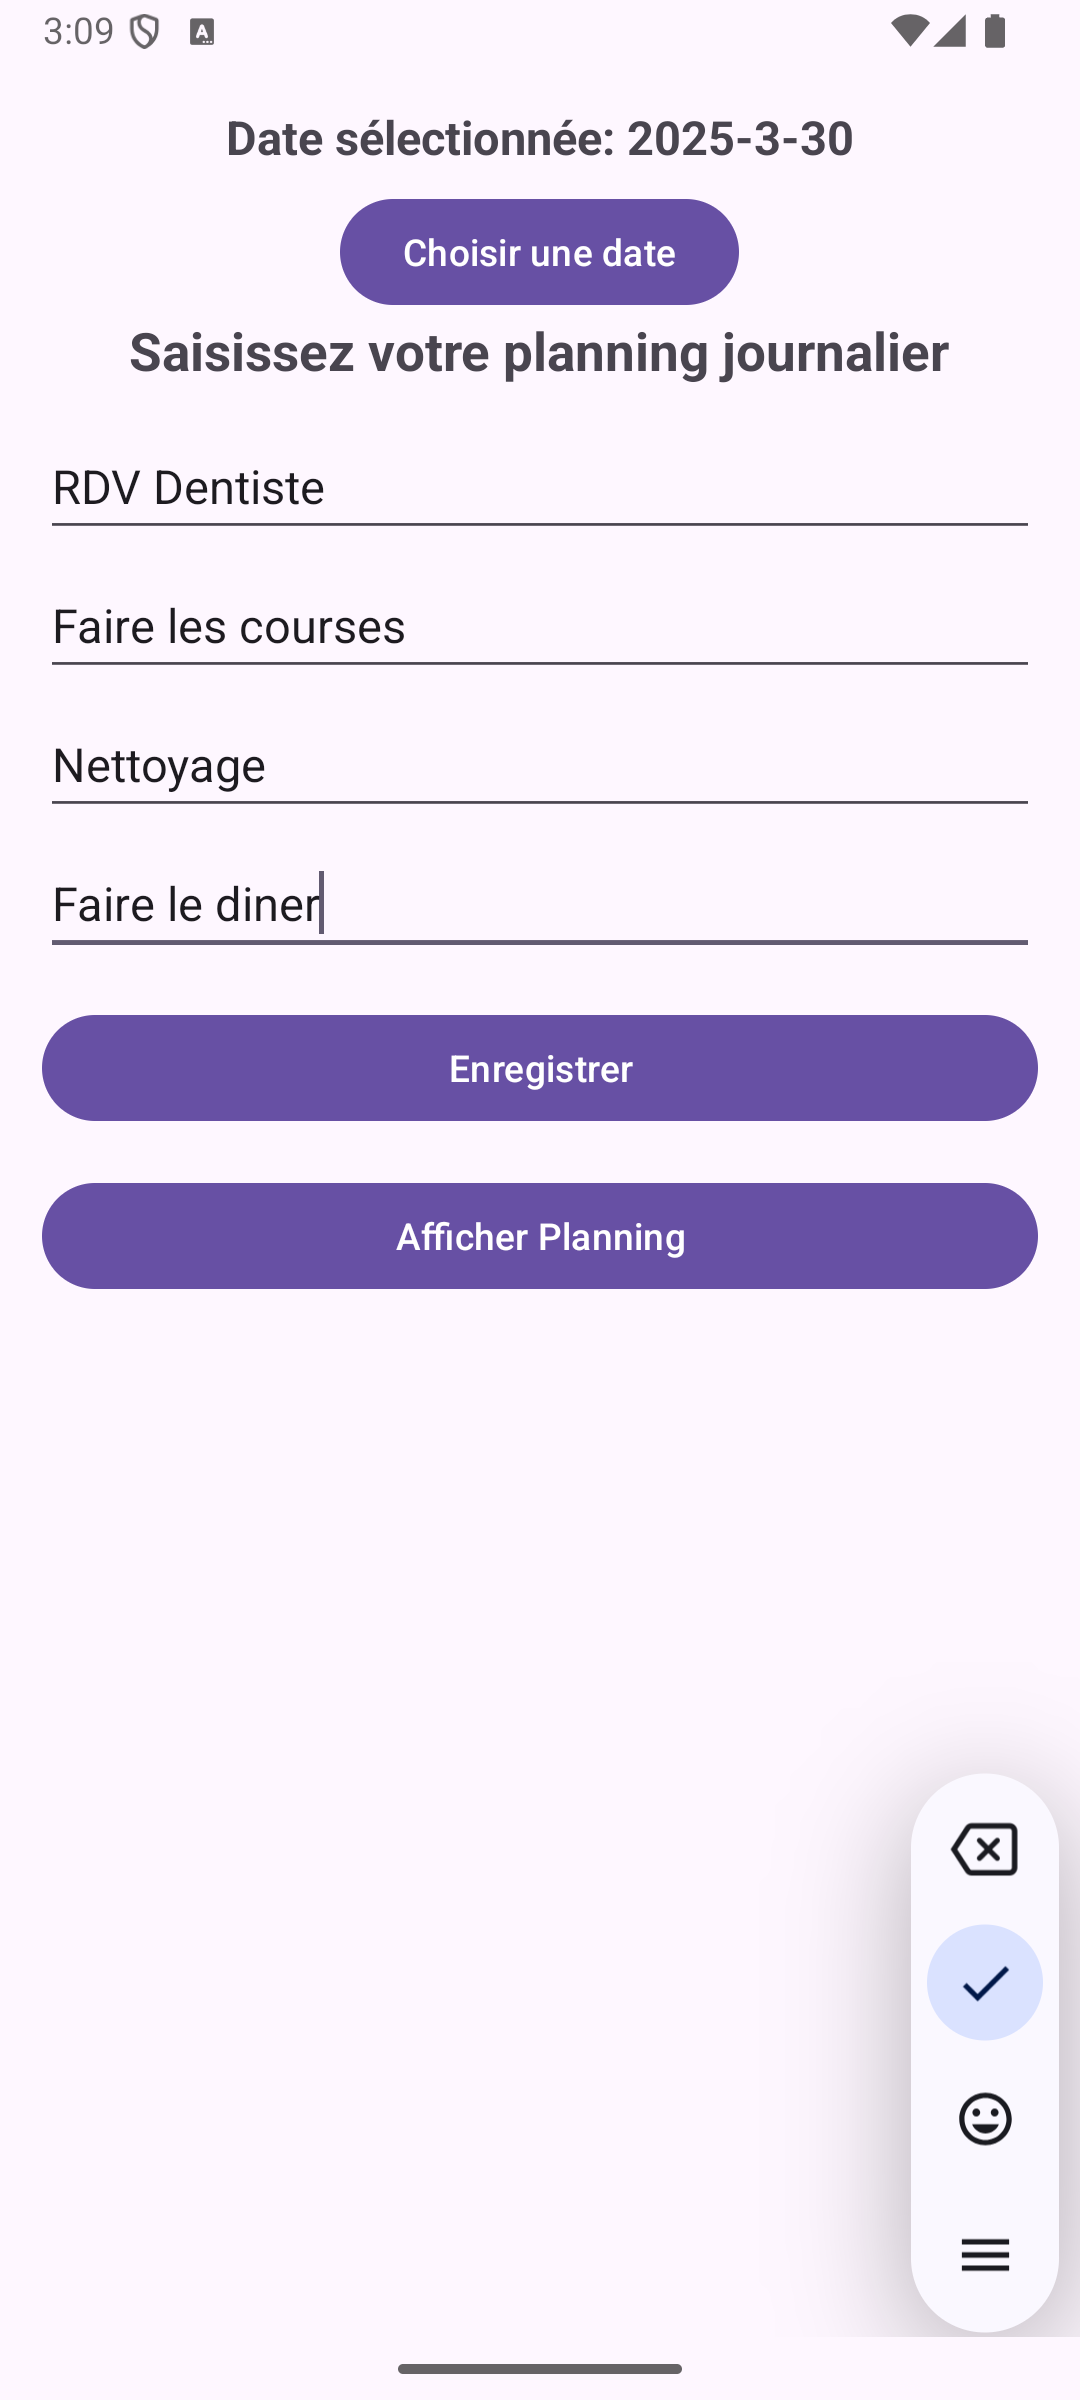 3:09
Date sélectionnée: 2025-3-30
Choisir une date
Saisissez votre planning journalier
RDV Dentiste
Faire les courses
Nettoyage
Faire le diner
Enregistrer
Afficher Planning